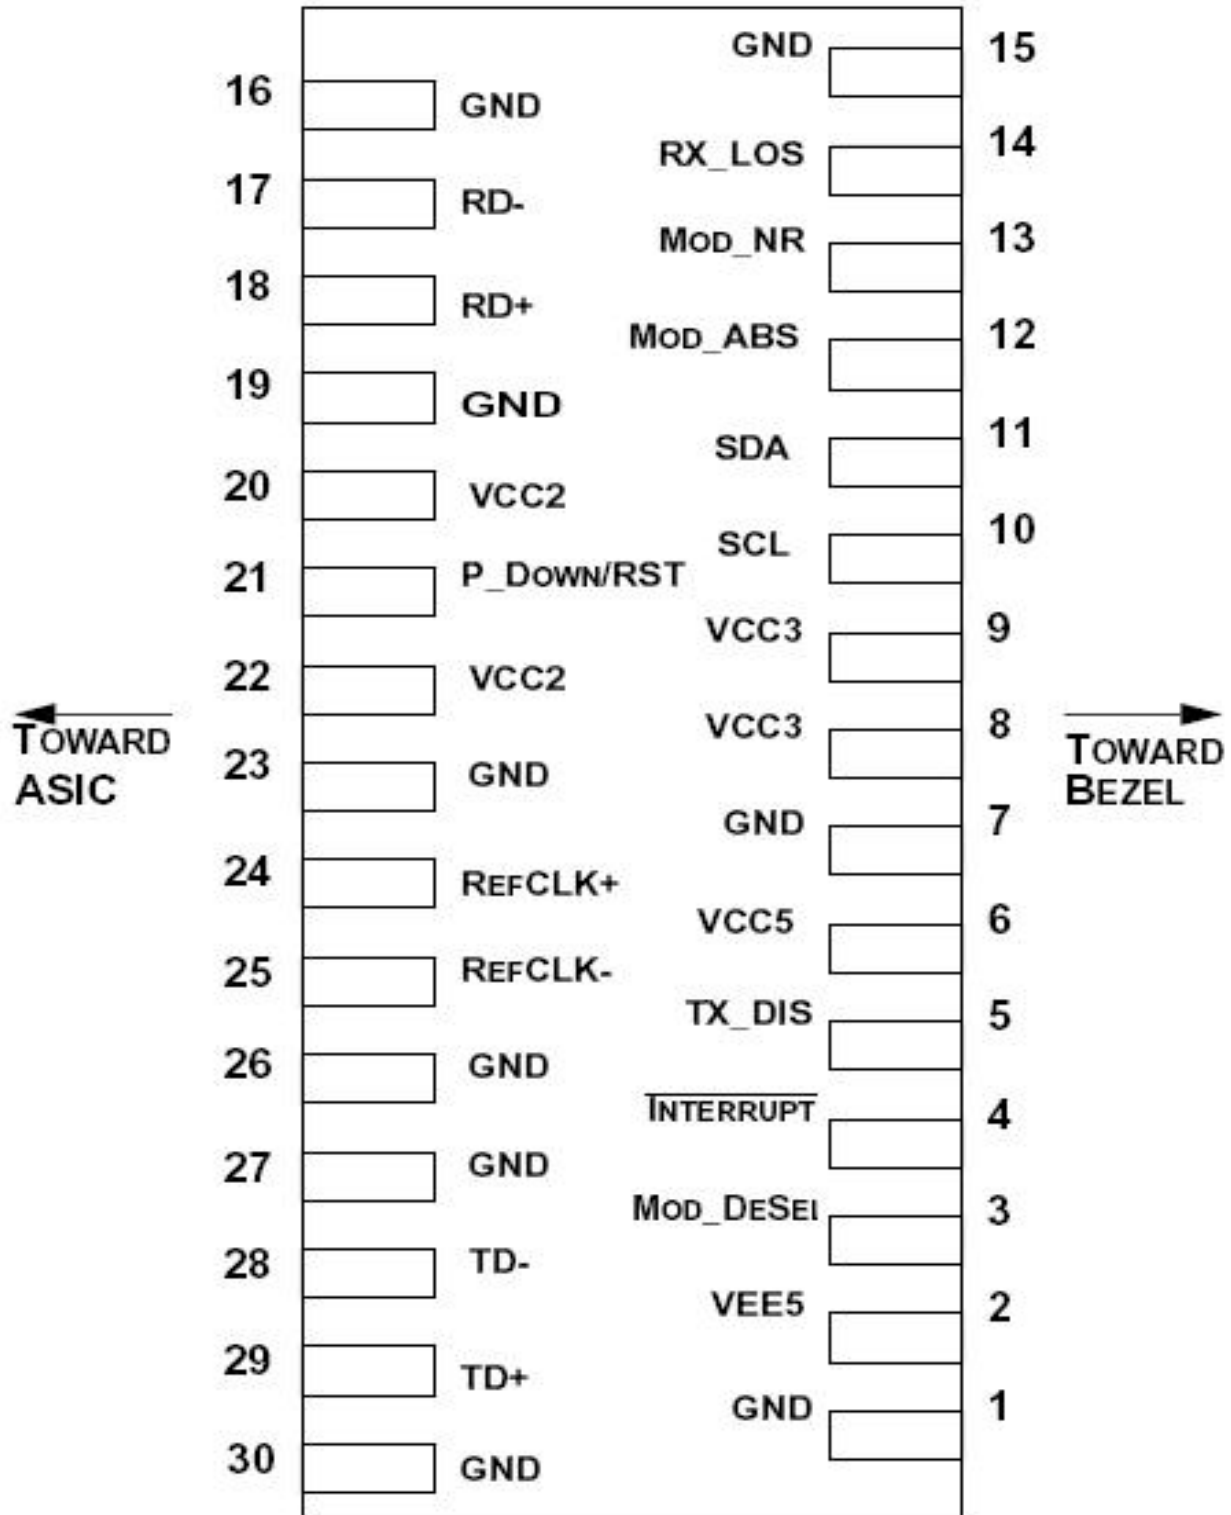 GND 15
16 GND
RX_LOS 14
17 RD-
MOD_NR 13
18 RD+
MOD_ABS 12
19 GND
SDA 11
20 VCC2
SCL 10
21 P_DOWN/RST
VCC3 9
22 VCC2
VCC3 8
TOWARD
ASIC
TOWARD
BEZEL
23 GND
GND 7
24 REFCLK+
VCC5 6
25 REFCLK-
TX_DIS 5
26 GND
INTERRUPT 4
27 GND
MOD_DESEL 3
28 TD-
VEE5 2
29 TD+
GND 1
30 GND